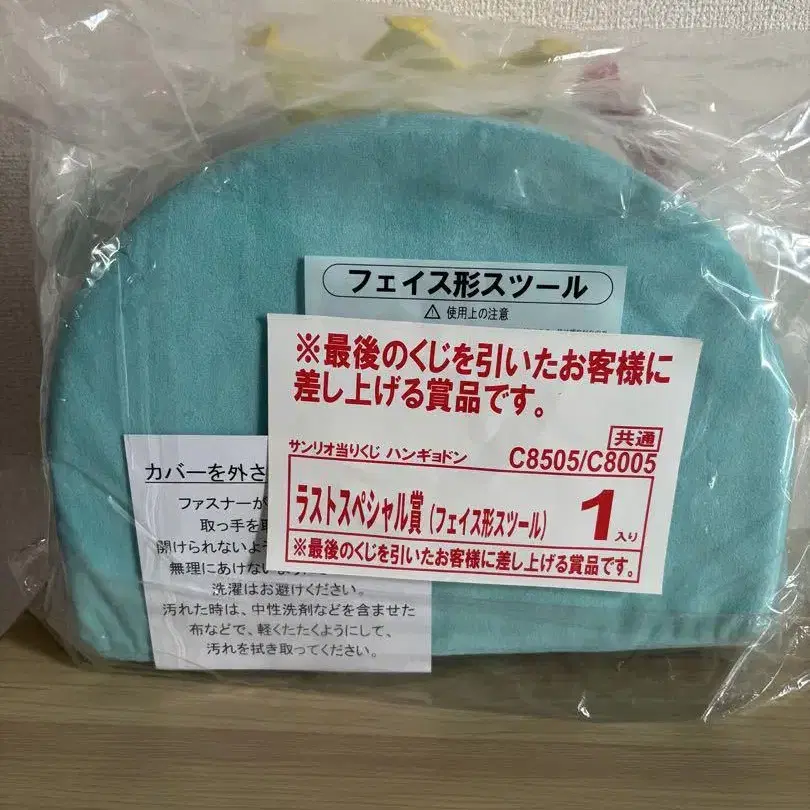 フェイス形スツール
⚠ 使用上の注意
※最後のくじを引いたお客様に
差し上げる賞品です。
共通
サンリオ当りくじ ハンギョドン C8505/C8005
ラストスペシャル賞(フェイス形スツール) 1入り
※最後のくじを引いたお客様に差し上げる賞品です。
カバーを外さ
ファスナーが
取っ手を
開けられないよ
無理にあけない
洗濯はお避けください。
汚れた時は、中性洗剤などを含ませた
布などで、軽くたたくようにして、
汚れを拭き取ってください。